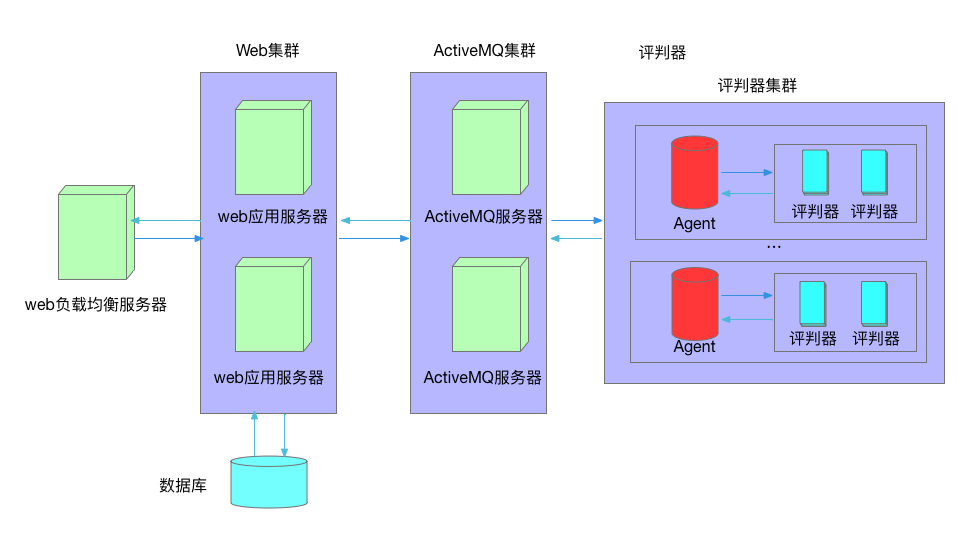 Web集群
ActiveMQ集群
评判器
评判器集群
web应用服务器
ActiveMQ服务器
Agent
评判器
评判器
...
web负载均衡服务器
web应用服务器
ActiveMQ服务器
Agent
评判器
评判器
数据库